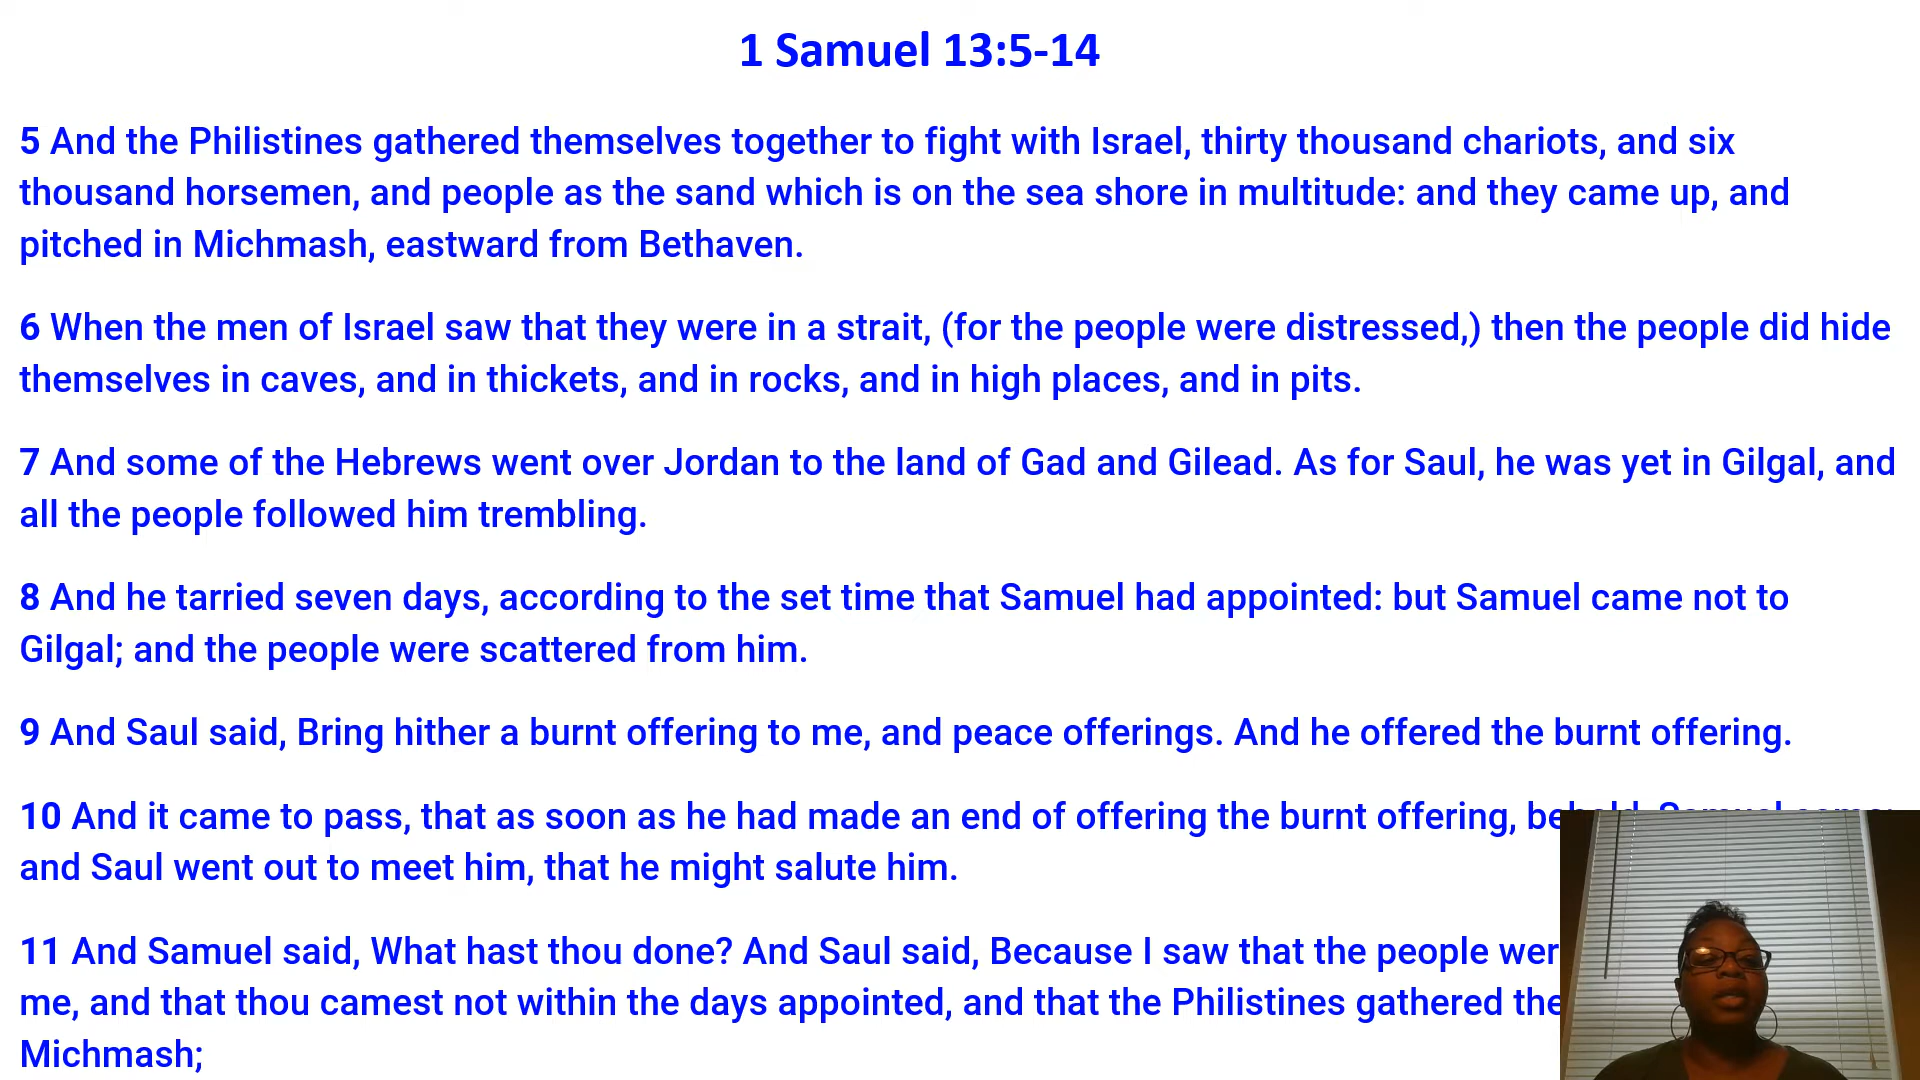 1 Samuel 13:5-14
5 And the Philistines gathered themselves together to fight with Israel, thirty thousand chariots, and six
thousand horsemen, and people as the sand which is on the sea shore in multitude: and they came up, and
pitched in Michmash, eastward from Bethaven.
6 When the men of Israel saw that they were in a strait, (for the people were distressed,) then the people did hide
themselves in caves, and in thickets, and in rocks, and in high places, and in pits.
7 And some of the Hebrews went over Jordan to the land of Gad and Gilead. As for Saul, he was yet in Gilgal, and
all the people followed him trembling.
8 And he tarried seven days, according to the set time that Samuel had appointed: but Samuel came not to
Gilgal; and the people were scattered from him.
9 And Saul said, Bring hither a burnt offering to me, and peace offerings. And he offered the burnt offering.
10 And it came to pass, that as soon as he had made an end of offering the burnt offering,
and Saul went out to meet him, that he might salute him.
11 And Samuel said, What hast thou done? And Saul said, Because I saw that the people
me, and that thou camest not within the days appointed, and that the Philistines gathered
Michmash;